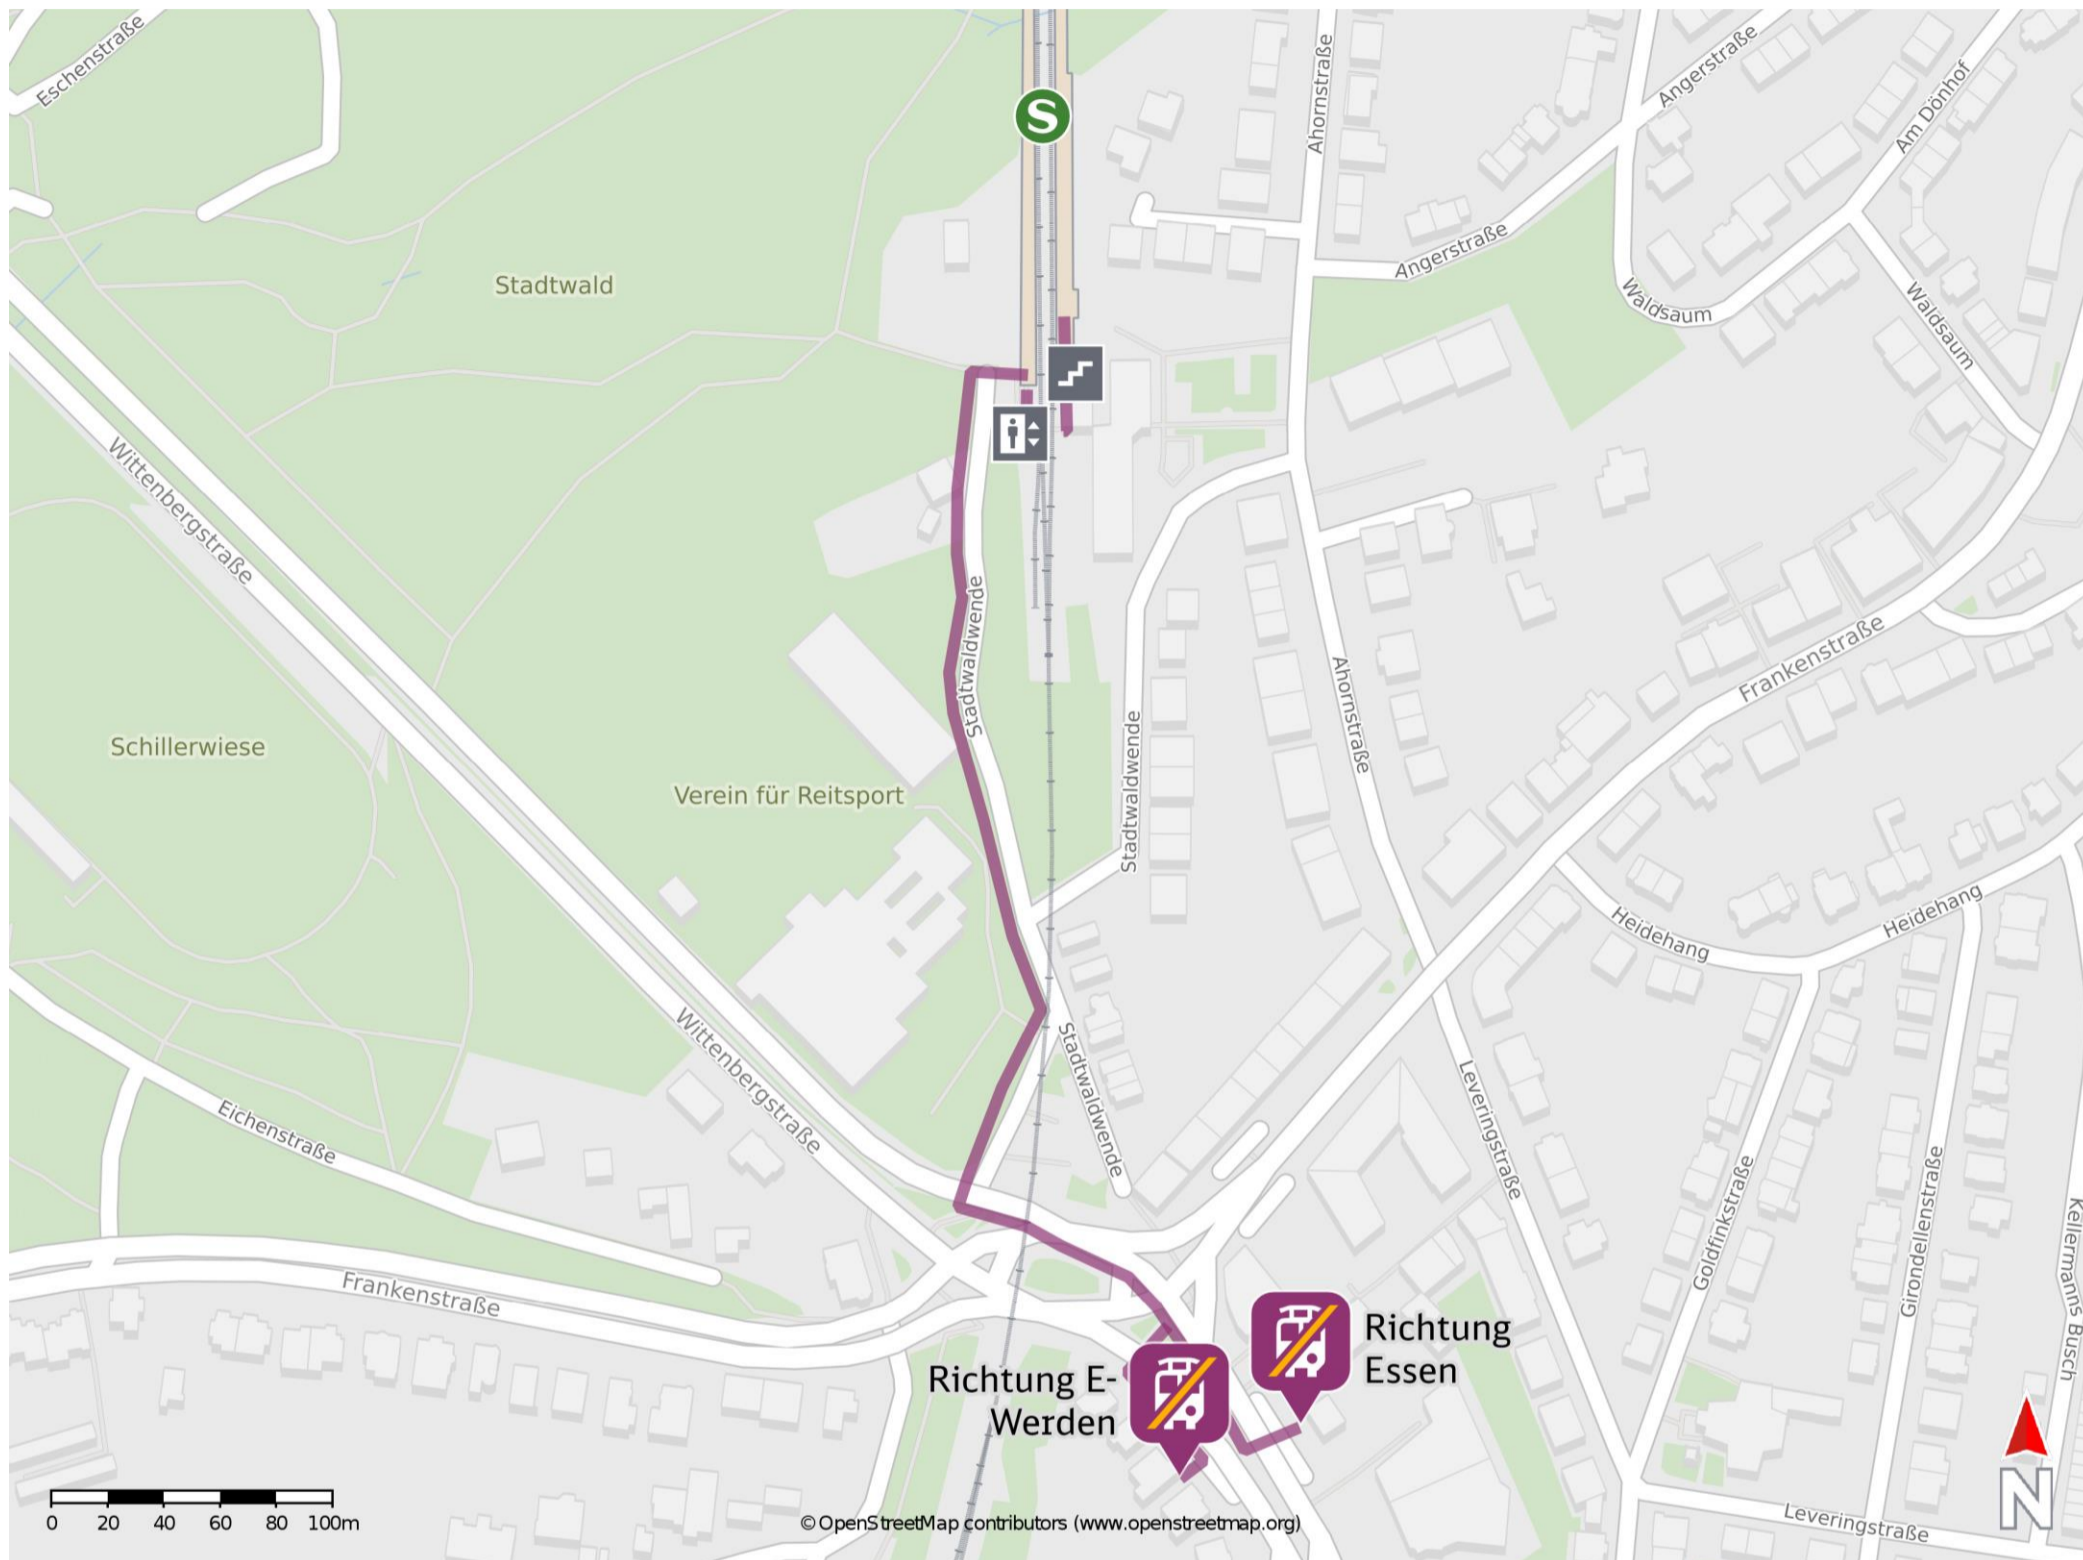 Eschenstraße
S
Ahornstraße
Angerstraße
Am Dönhof
Angerstraße
Stadtwald
Waldsaum
Waldsaum
Wittenbergstraße
Stadtwaldwende
Frankenstraße
Ahornstraße
Stadtwaldwende
Schillerwiese
Verein für Reitsport
Heidehang
Heidehang
Wittenbergstraße
Stadtwaldwende
Leveringstraße
Eichenstraße
Goldfinkstraße
Girondellenstraße
Kellermanns Busch
Frankenstraße
Richtung
Essen
Richtung E-
Werden
N
Leveringstraße
0 20 40 60 80 100m
©OpenStreetMap contributors (www.openstreetmap.org)